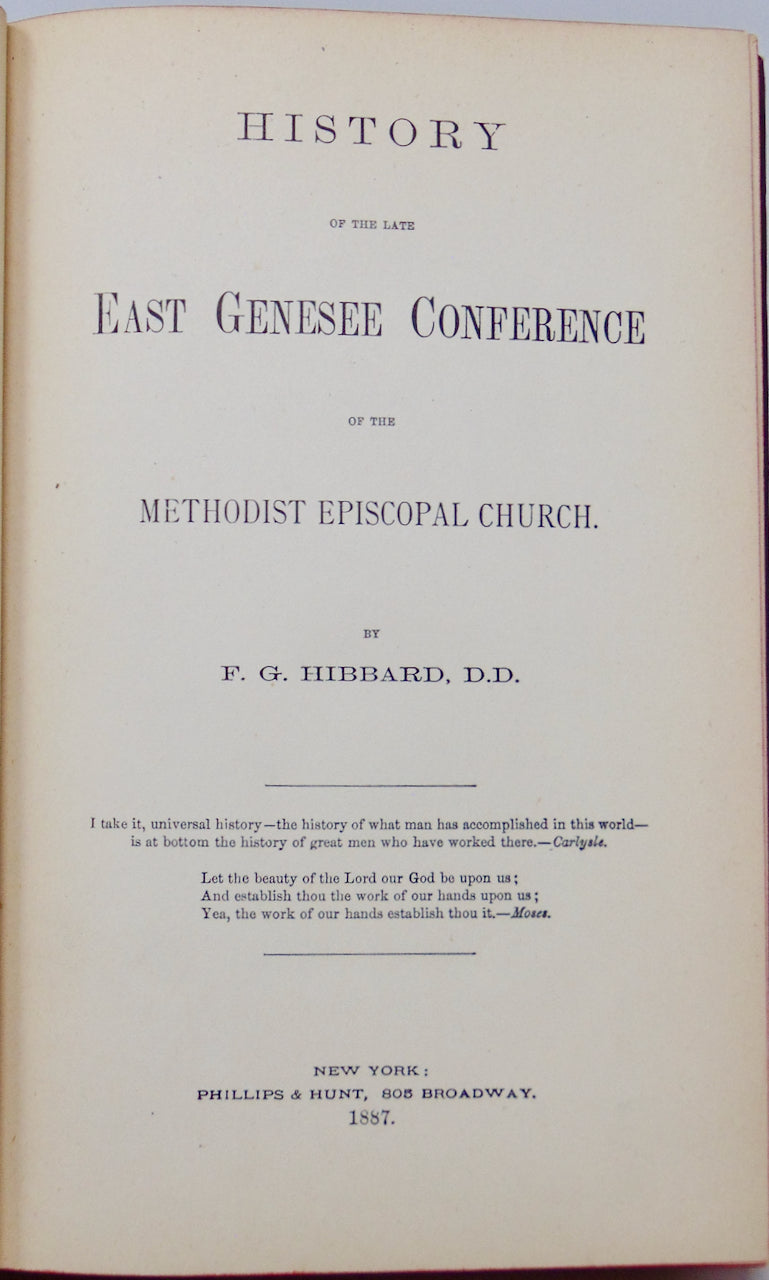 HISTORY
OF THE LATE
EAST GENESEE CONFERENCE
OF THE
METHODIST EPISCOPAL CHURCH.
BY
F. G. HIBBARD, D.D.
I take it, universal history—the history of what man has accomplished in this world—
is at bottom the history of great men who have worked there.—Carlysle.
Let the beauty of the Lord our God be upon us;
And establish thou the work of our hands upon us;
Yea, the work of our hands establish thou it.—Moses.
NEW YORK:
PHILLIPS & HUNT, 805 BROADWAY.
1887.